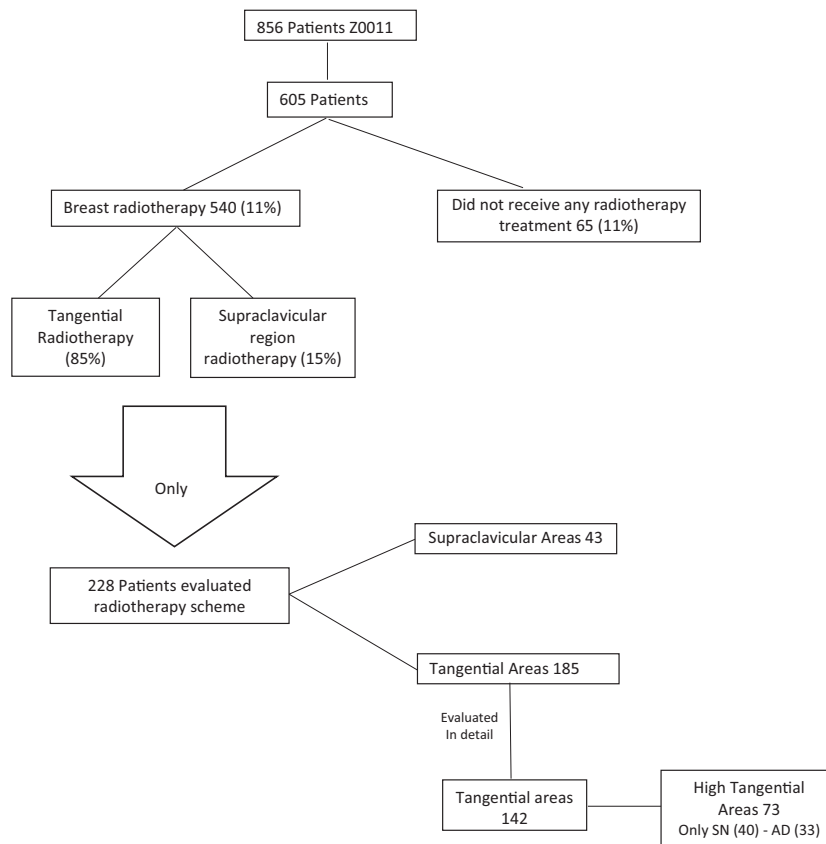 856 Patients Z0011
605 Patients
Breast radiotherapy 540 (11%)
Did not receive any radiotherapy
treatment 65 (11%)
Tangential
Radiotherapy
(85%)
Supraclavicular
region
radiotherapy (15%)
Only
Supraclavicular Areas 43
228 Patients evaluated
radiotherapy scheme
Tangential Areas 185
Evaluated
In detail
Tangential areas
142
High Tangential
Areas 73
Only SN (40) - AD (33)